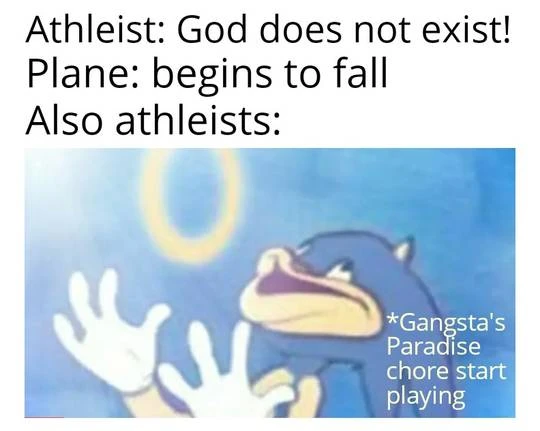 Athleist: God does not exist!
Plane: begins to fall
Also athleists:
*Gangsta's
Paradise
chore start
playing